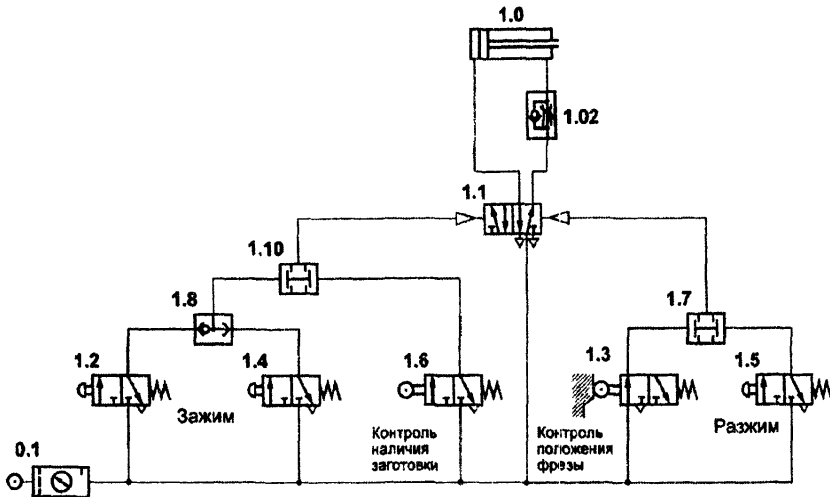 1.0
1.02
1.1
1.10
1.7
1.8
1.2
1.4
1.6
1.3
1.5
Зажим
Контроль
наличия
заготовки
Контроль
положения
фрезы
Разжим
0.1